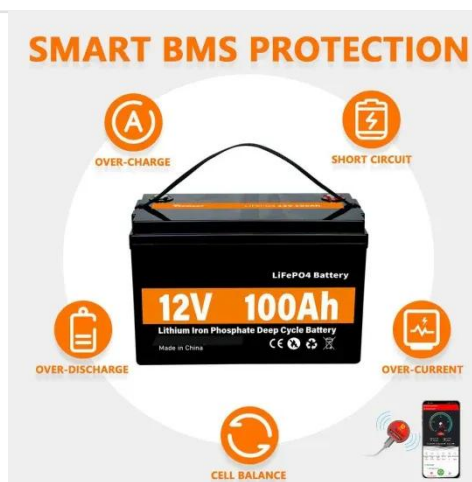 SMART BMS PROTECTION
OVER-CHARGE
SHORT CIRCUIT
LiFePO4 Battery
12V 100Ah
Lithium Iron Phosphate Deep Cycle Battery
Made in China
CE
OVER-DISCHARGE
OVER-CURRENT
CELL BALANCE